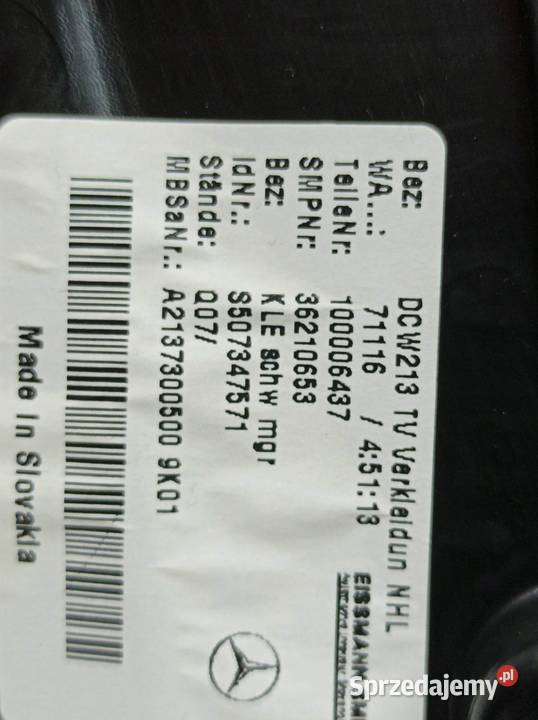 Bez: DCW213 TV Verkleidun NHL
WA...: 71116 / 4:51:13
TeileNr: 100006437
SMPNr: 36210653
Bez: KLE schw mgr
IdNr.: S507347571
Stände: Q07/
MBSaNr.: A2137300500 9K01
Made In Slovakia
EISSMANN
Sprzedajemy.pl